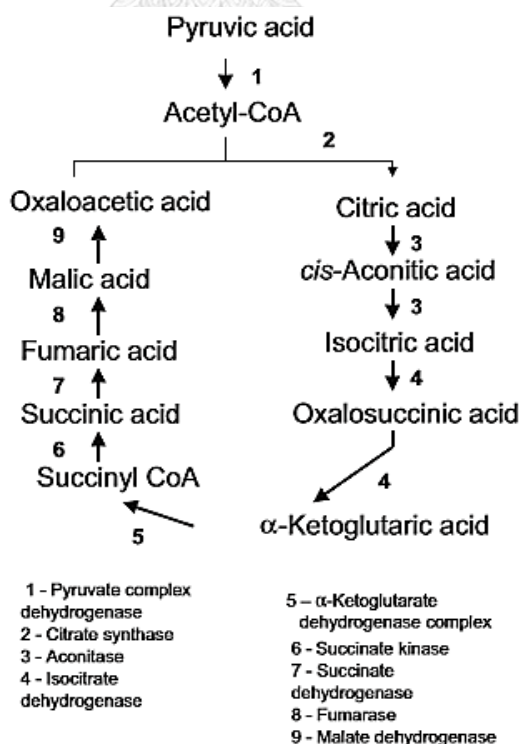 Pyruvic acid
1
Acetyl-CoA
2
Oxaloacetic acid
Citric acid
9
3
Malic acid
cis-Aconitic acid
8
3
Fumaric acid
Isocitric acid
7
4
Succinic acid
Oxalosuccinic acid
6
Succinyl CoA
4
5
α-Ketoglutaric acid
1 - Pyruvate complex
dehydrogenase
2 - Citrate synthase
3 - Aconitase
4 - Isocitrate
dehydrogenase
5 – α-Ketoglutarate
dehydrogenase complex
6 - Succinate kinase
7 - Succinate
dehydrogenase
8 - Fumarase
9 - Malate dehydrogenase